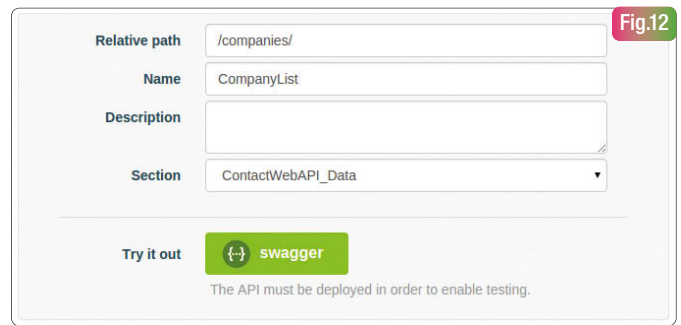 Fig.12
Relative path /companies/
Name CompanyList
Description
Section ContactWebAPI_Data
Try it out {··} swagger
The API must be deployed in order to enable testing.